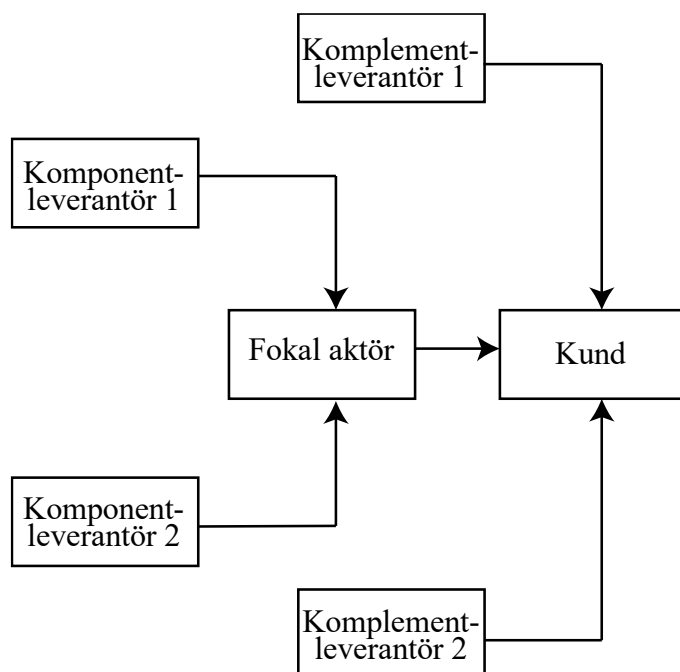 Komplement-
leverantör 1
Komponent-
leverantör 1
Fokal aktör
Kund
Komponent-
leverantör 2
Komplement-
leverantör 2